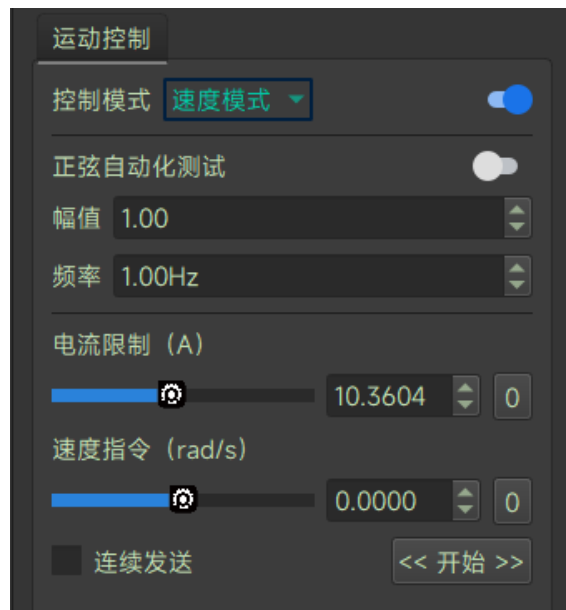 运动控制
控制模式 速度模式
正弦自动化测试
幅值 1.00
频率 1.00Hz
电流限制（A）
10.3604 0
速度指令（rad/s）
0.0000 0
连续发送 << 开始 >>